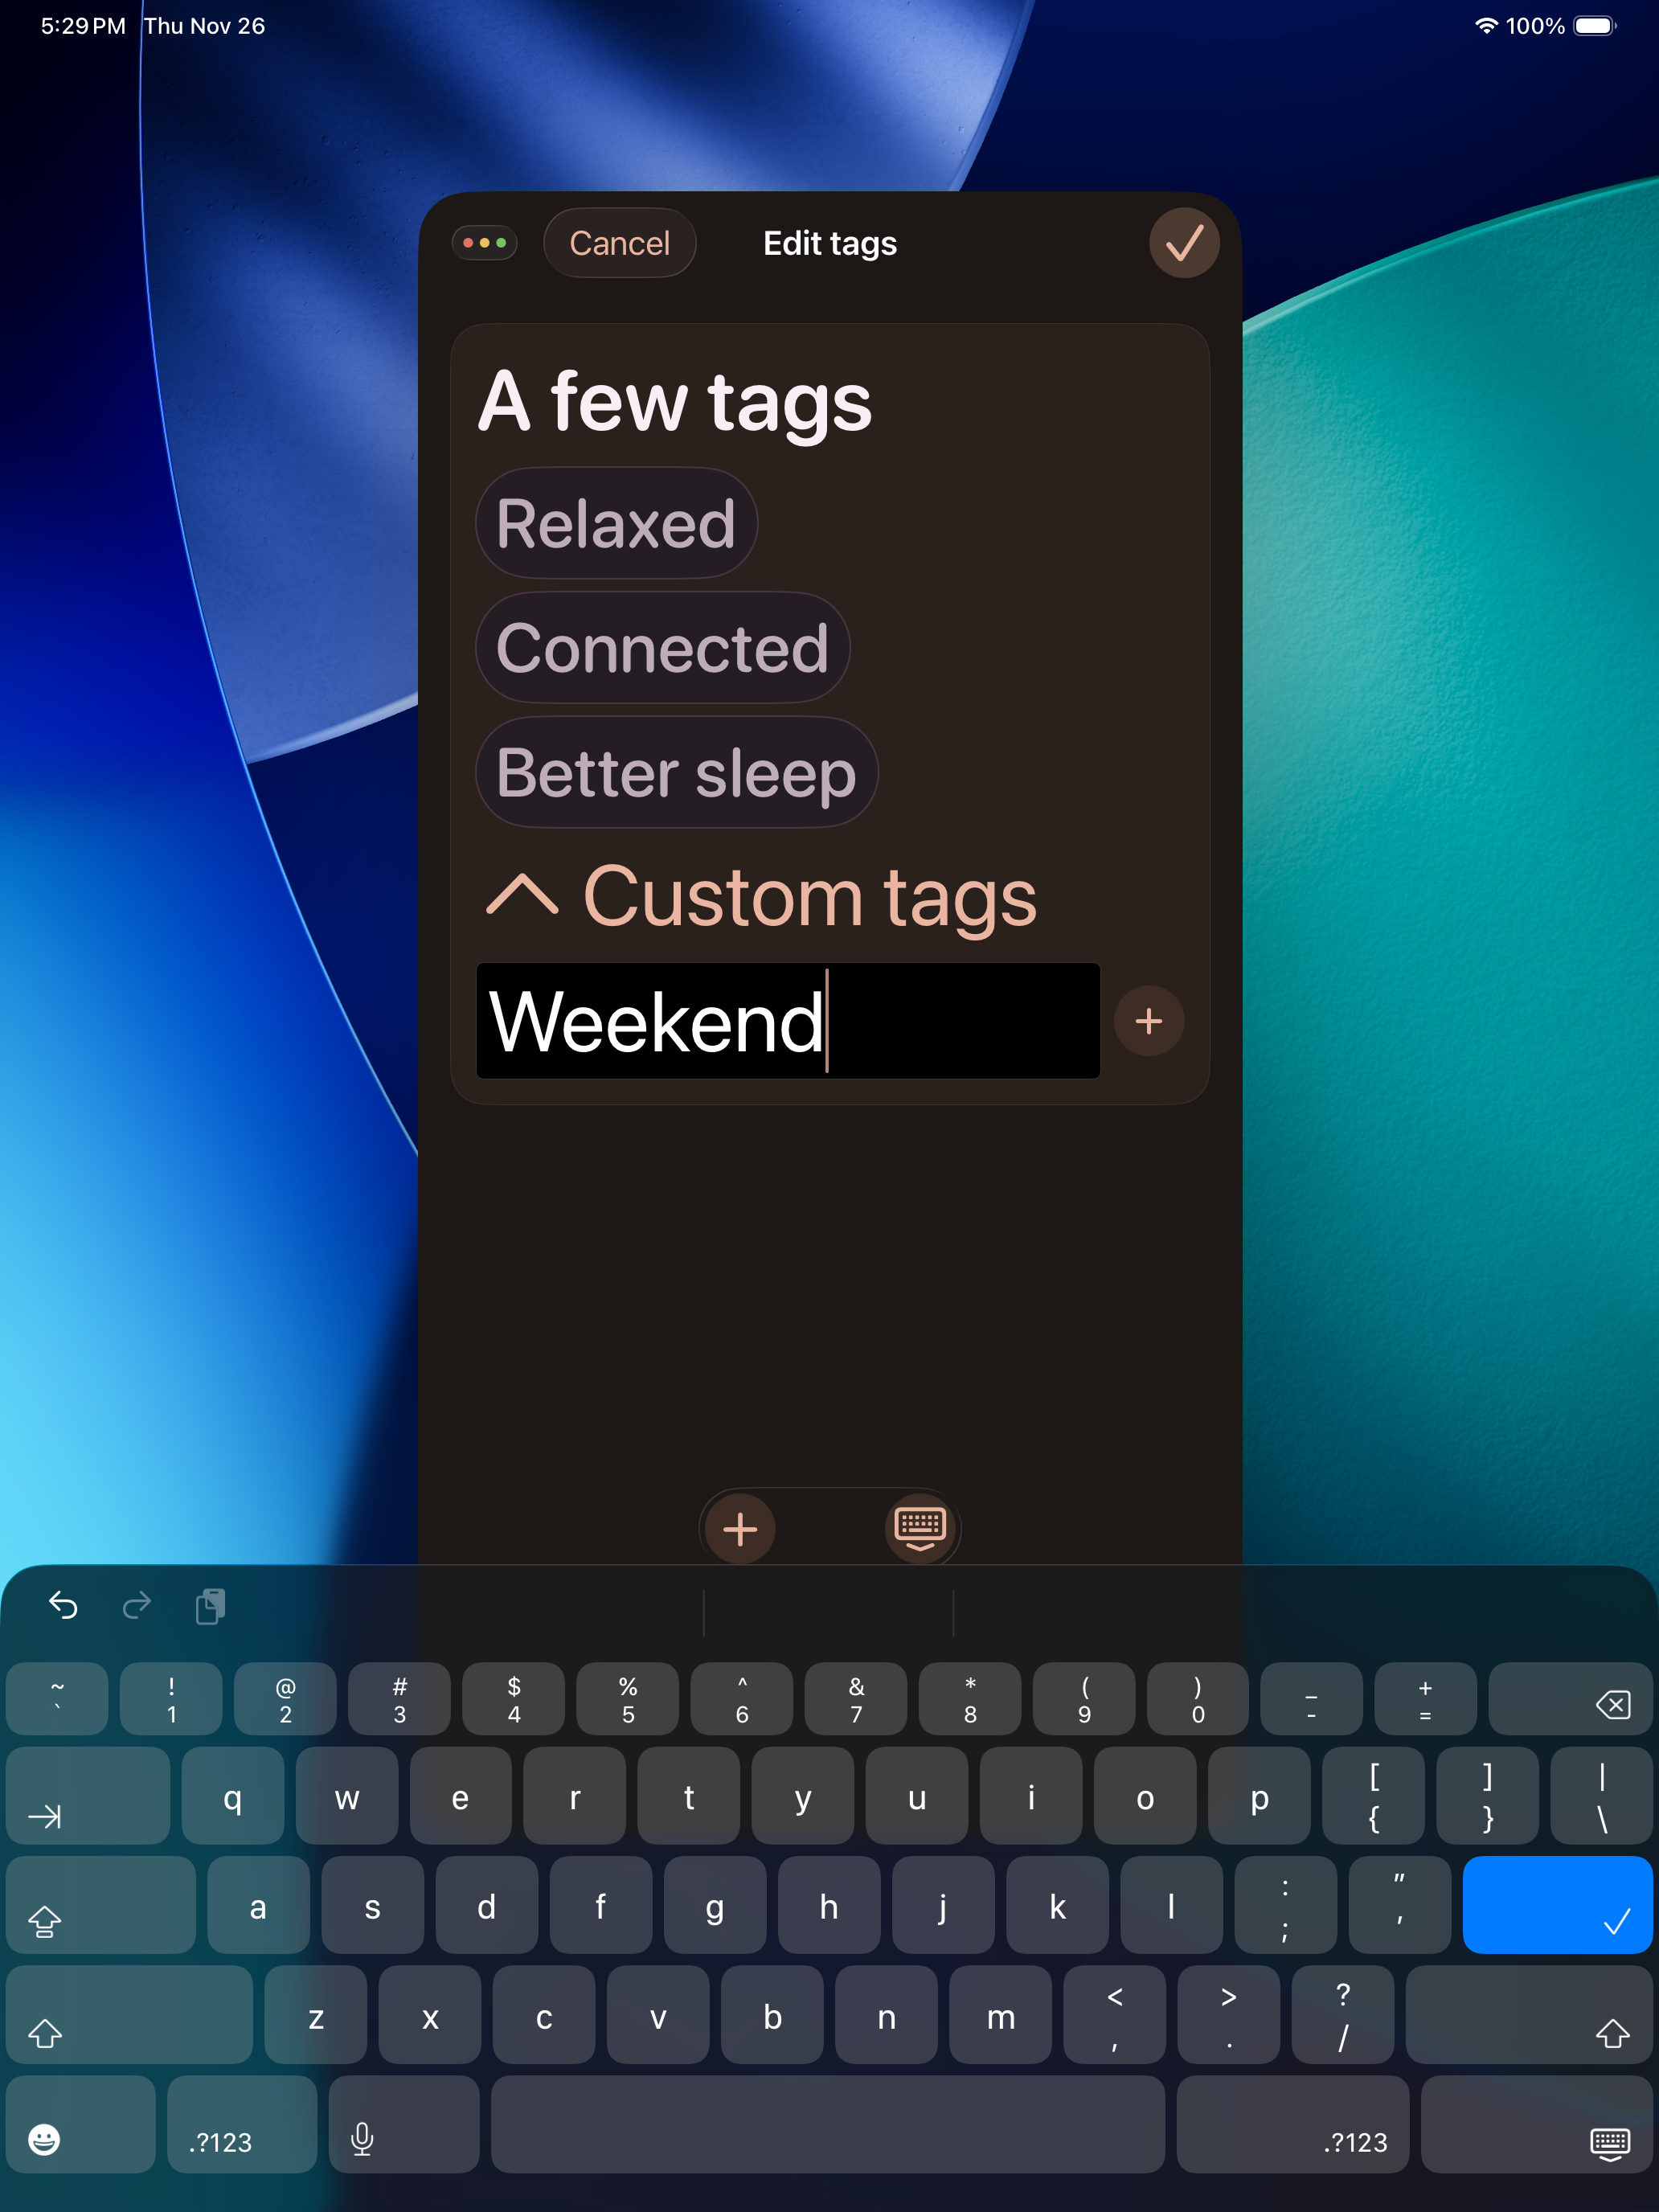 5:29 PM Thu Nov 26
100%
Cancel
Edit tags
A few tags
Relaxed
Connected
Better sleep
Custom tags
Weekend
~ ! @ # $ % ^ & * ( ) _ +
` 1 2 3 4 5 6 7 8 9 0 - =
q w e r t y u i o p [ ] |
{ } \
a s d f g h j k l : "
; '
z x c v b n m < > ?
, . /
.?123 .?123